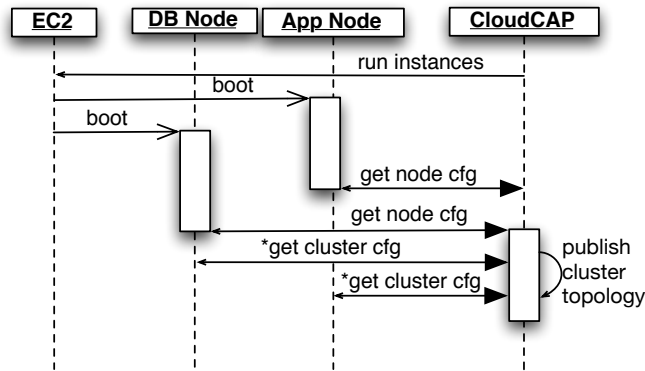 EC2
DB Node
App Node
CloudCAP
run instances
boot
boot
get node cfg
get node cfg
*get cluster cfg
publish
cluster
topology
*get cluster cfg